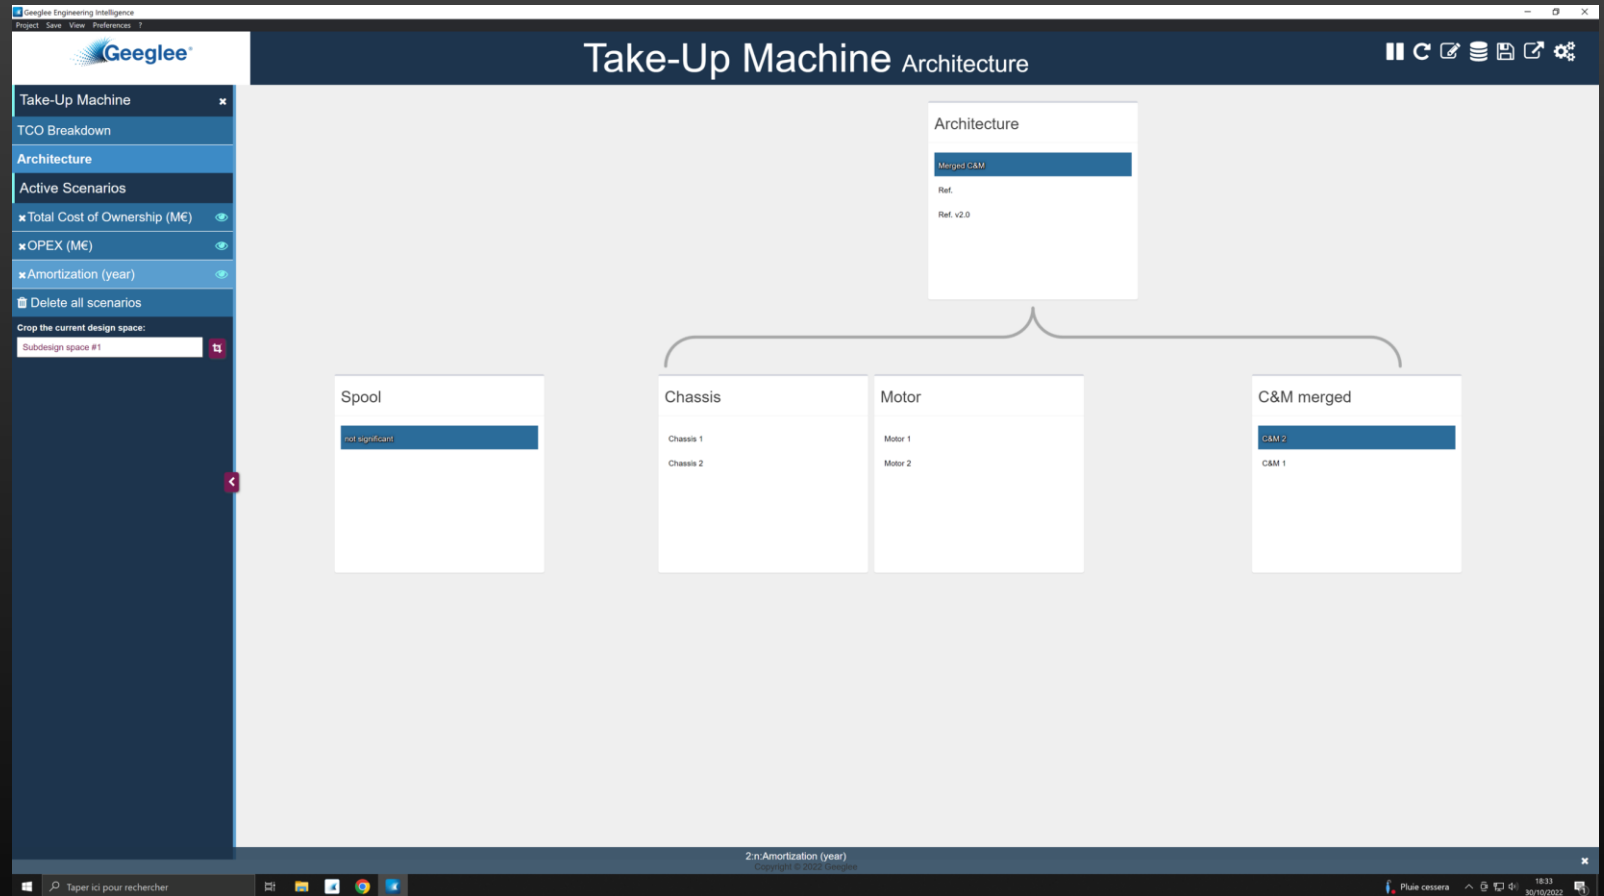 Geeglee Engineering Intelligence
Project Save View Preferences ?
Geeglee®
Take-Up Machine Architecture
Take-Up Machine
TCO Breakdown
Architecture
Active Scenarios
Total Cost of Ownership (M€)
OPEX (M€)
Amortization (year)
Delete all scenarios
Crop the current design space:
Subdesign space #1
Architecture
Merged C&M
Ref.
Ref. v2.0
Spool
not significant
Chassis
Chassis 1
Chassis 2
Motor
Motor 1
Motor 2
C&M merged
C&M 2
C&M 1
2:n:Amortization (year)
Copyright © 2022 Geeglee
Taper ici pour rechercher
Pluie cessera
18:33
30/10/2022